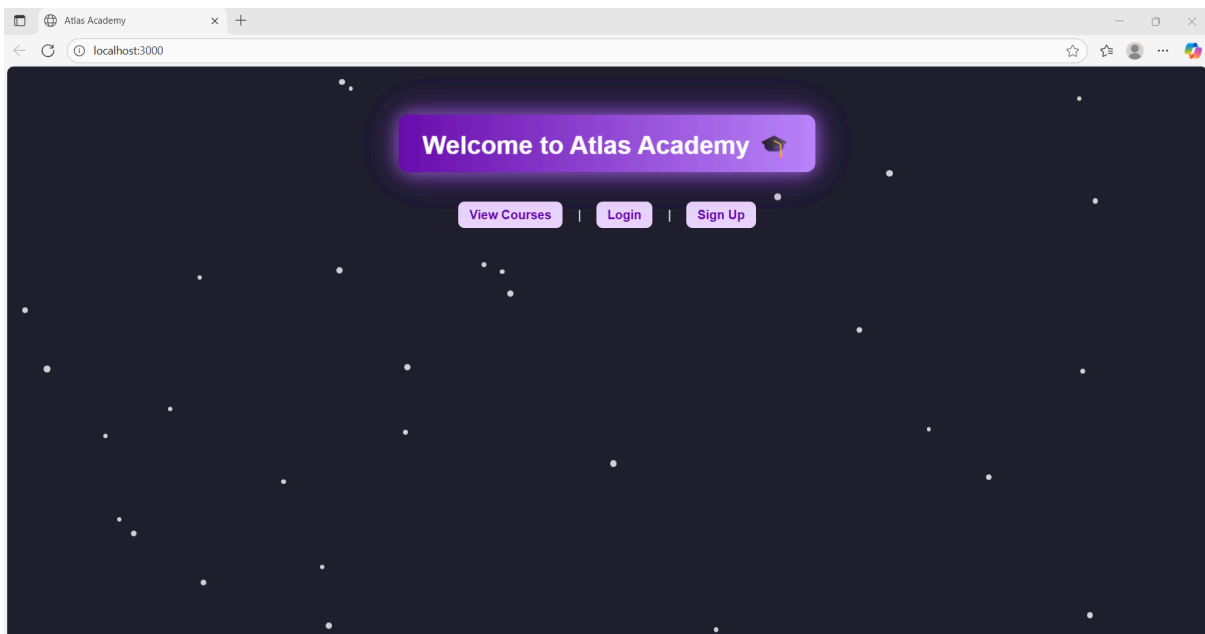 Atlas Academy
localhost:3000
Welcome to Atlas Academy 🎓
View Courses | Login | Sign Up